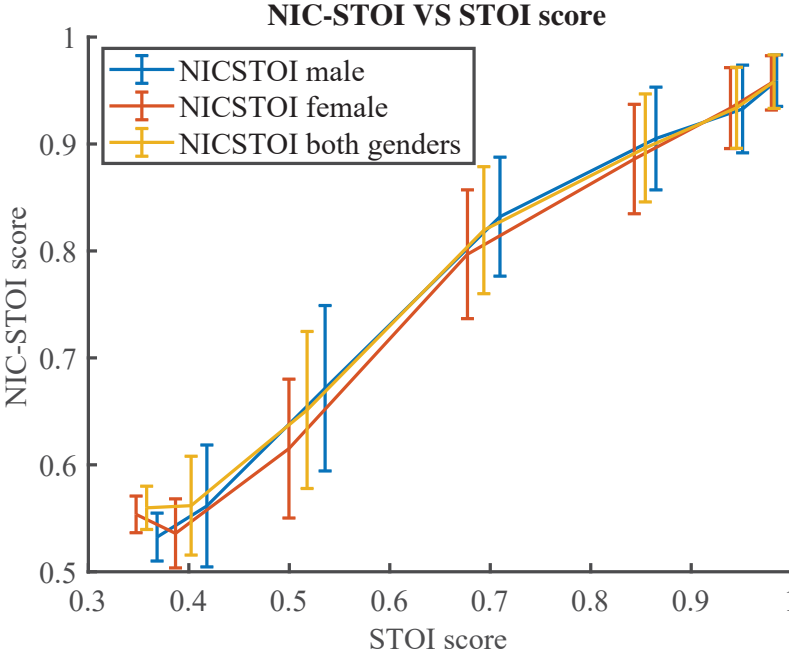 NIC-STOI VS STOI score
1
NICSTOI male
NICSTOI female
NICSTOI both genders
0.9
0.8
0.7
0.6
0.5
NIC-STOI score
0.3 0.4 0.5 0.6 0.7 0.8 0.9 1
STOI score